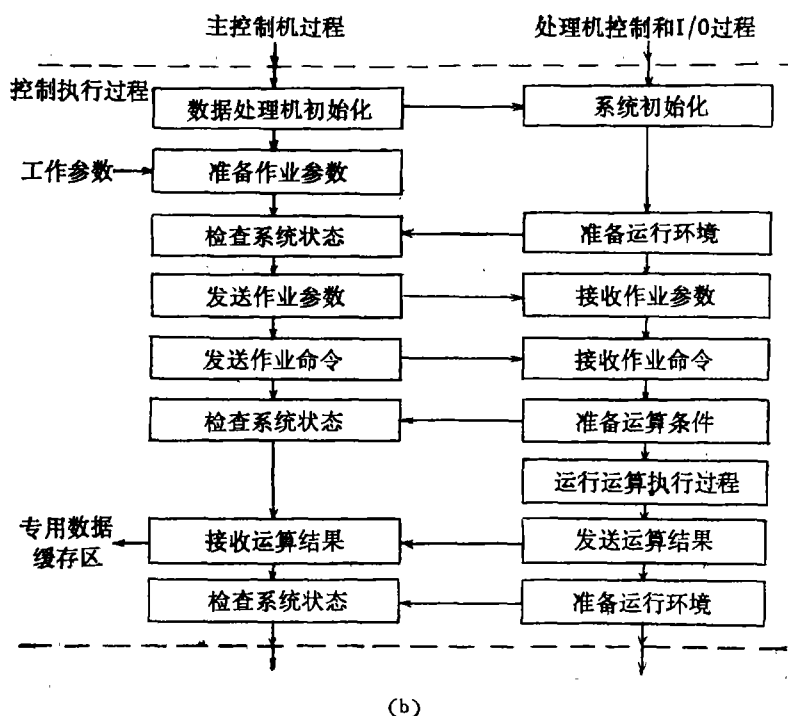 主控制机过程
处理机控制和I/O过程
控制执行过程
数据处理机初始化
系统初始化
工作参数
准备作业参数
检查系统状态
准备运行环境
发送作业参数
接收作业参数
发送作业命令
接收作业命令
检查系统状态
准备运算条件
运行运算执行过程
专用数据
缓存区
接收运算结果
发送运算结果
检查系统状态
准备运行环境
(b)